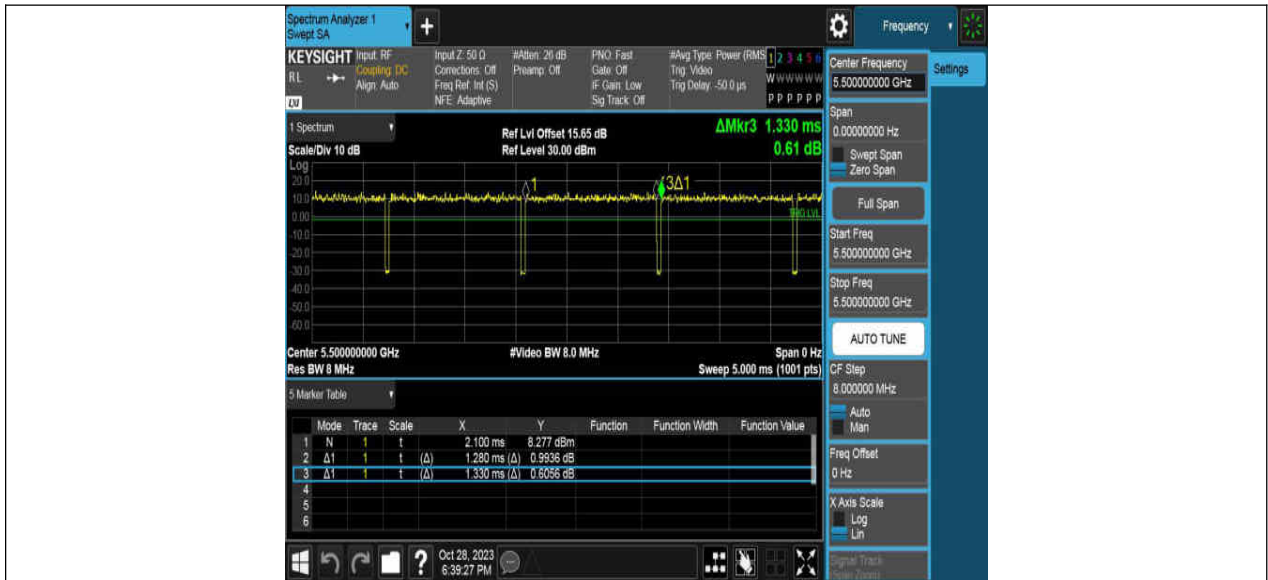 Spectrum Analyzer 1
Swept SA
+
Frequency
KEYSIGHT Input: RF Input Z: 50 Ω #Atten: 26 dB PNO: Fast #Avg Type: Power (RMS 1 2 3 4 5 6
RL Coupling: DC Corrections: Off Preamp: Off Gate: Off Trig: Video W W W W W W
Align: Auto Freq Ref: Int (S) IF Gain: Low Trig Delay: -50.0 µs
NFE: Adaptive Sig Track: Off P P P P P P
LXI
Center Frequency
5.500000000 GHz
Settings
Span
0.00000000 Hz
Swept Span
Zero Span
Full Span
Start Freq
5.500000000 GHz
Stop Freq
5.500000000 GHz
AUTO TUNE
CF Step
8.000000 MHz
Auto
Man
Freq Offset
0 Hz
X Axis Scale
Log
Lin
Signal Track
(Span Zoom)
1 Spectrum
Ref Lvl Offset 15.65 dB
ΔMkr3 1.330 ms
Scale/Div 10 dB
Ref Level 30.00 dBm
0.61 dB
Log
20.0
10.0
0.00
-10.0
-20.0
-30.0
-40.0
-50.0
-60.0
1
3Δ1
TRIG LVL
Center 5.500000000 GHz #Video BW 8.0 MHz Span 0 Hz
Res BW 8 MHz Sweep 5.000 ms (1001 pts)
5 Marker Table
Mode Trace Scale X Y Function Function Width Function Value
1 N 1 t 2.100 ms 8.277 dBm
2 Δ1 1 t (Δ) 1.280 ms (Δ) 0.9936 dB
3 Δ1 1 t (Δ) 1.330 ms (Δ) 0.6056 dB
4
5
6
?
Oct 28, 2023
6:39:27 PM